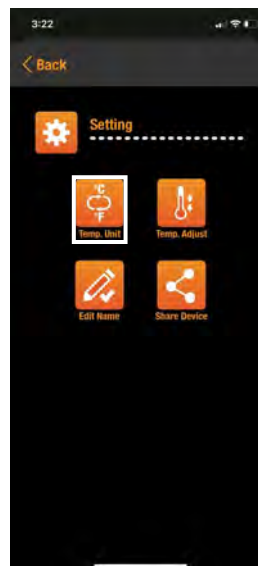 3:22
Back
Setting
°C
°F
Temp. Unit
Temp. Adjust
Edit Name
Share Device